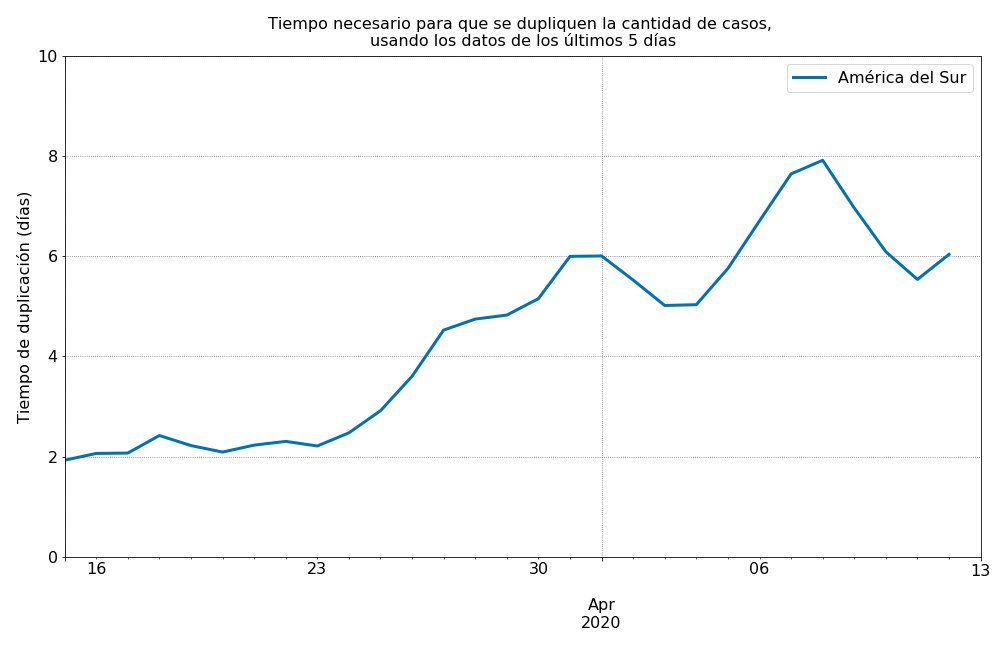 Tiempo necesario para que se dupliquen la cantidad de casos,
usando los datos de los últimos 5 días
América del Sur
Tiempo de duplicación (días)
10
8
6
4
2
0
16
23
30
06
13
Apr
2020